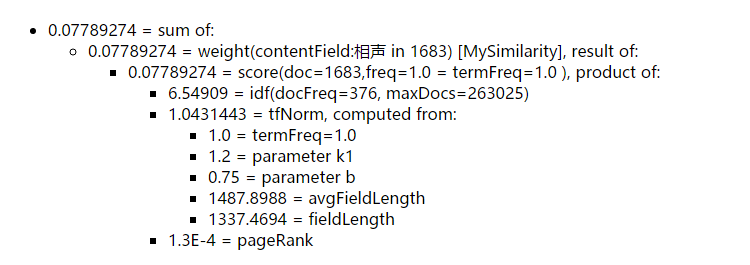 0.07789274 = sum of:
0.07789274 = weight(contentField:相声 in 1683) [MySimilarity], result of:
0.07789274 = score(doc=1683,freq=1.0 = termFreq=1.0 ), product of:
6.54909 = idf(docFreq=376, maxDocs=263025)
1.0431443 = tfNorm, computed from:
1.0 = termFreq=1.0
1.2 = parameter k1
0.75 = parameter b
1487.8988 = avgFieldLength
1337.4694 = fieldLength
1.3E-4 = pageRank